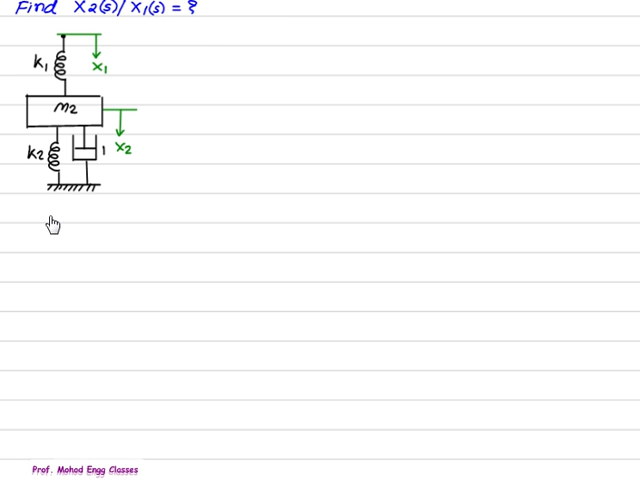 Find X2(s)/X1(s) = ?
K1
x1
m2
K2
1
x2
Prof. Mohod Engg Classes